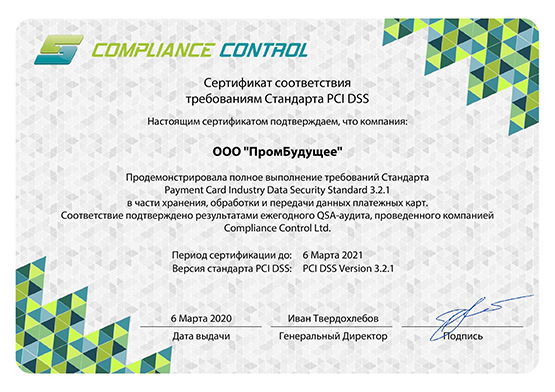 COMPLIANCE CONTROL
Сертификат соответствия
требованиям Стандарта PCI DSS
Настоящим сертификатом подтверждаем, что компания:
ООО "ПромБудущее"
Продемонстрировала полное выполнение требований Стандарта
Payment Card Industry Data Security Standard 3.2.1
в части хранения, обработки и передачи данных платежных карт.
Соответствие подтверждено результатами ежегодного QSA-аудита, проведенного компанией
Compliance Control Ltd.
Период сертификации до: 6 Марта 2021
Версия стандарта PCI DSS: PCI DSS Version 3.2.1
6 Марта 2020 Иван Твердохлебов
Дата выдачи Генеральный Директор Подпись